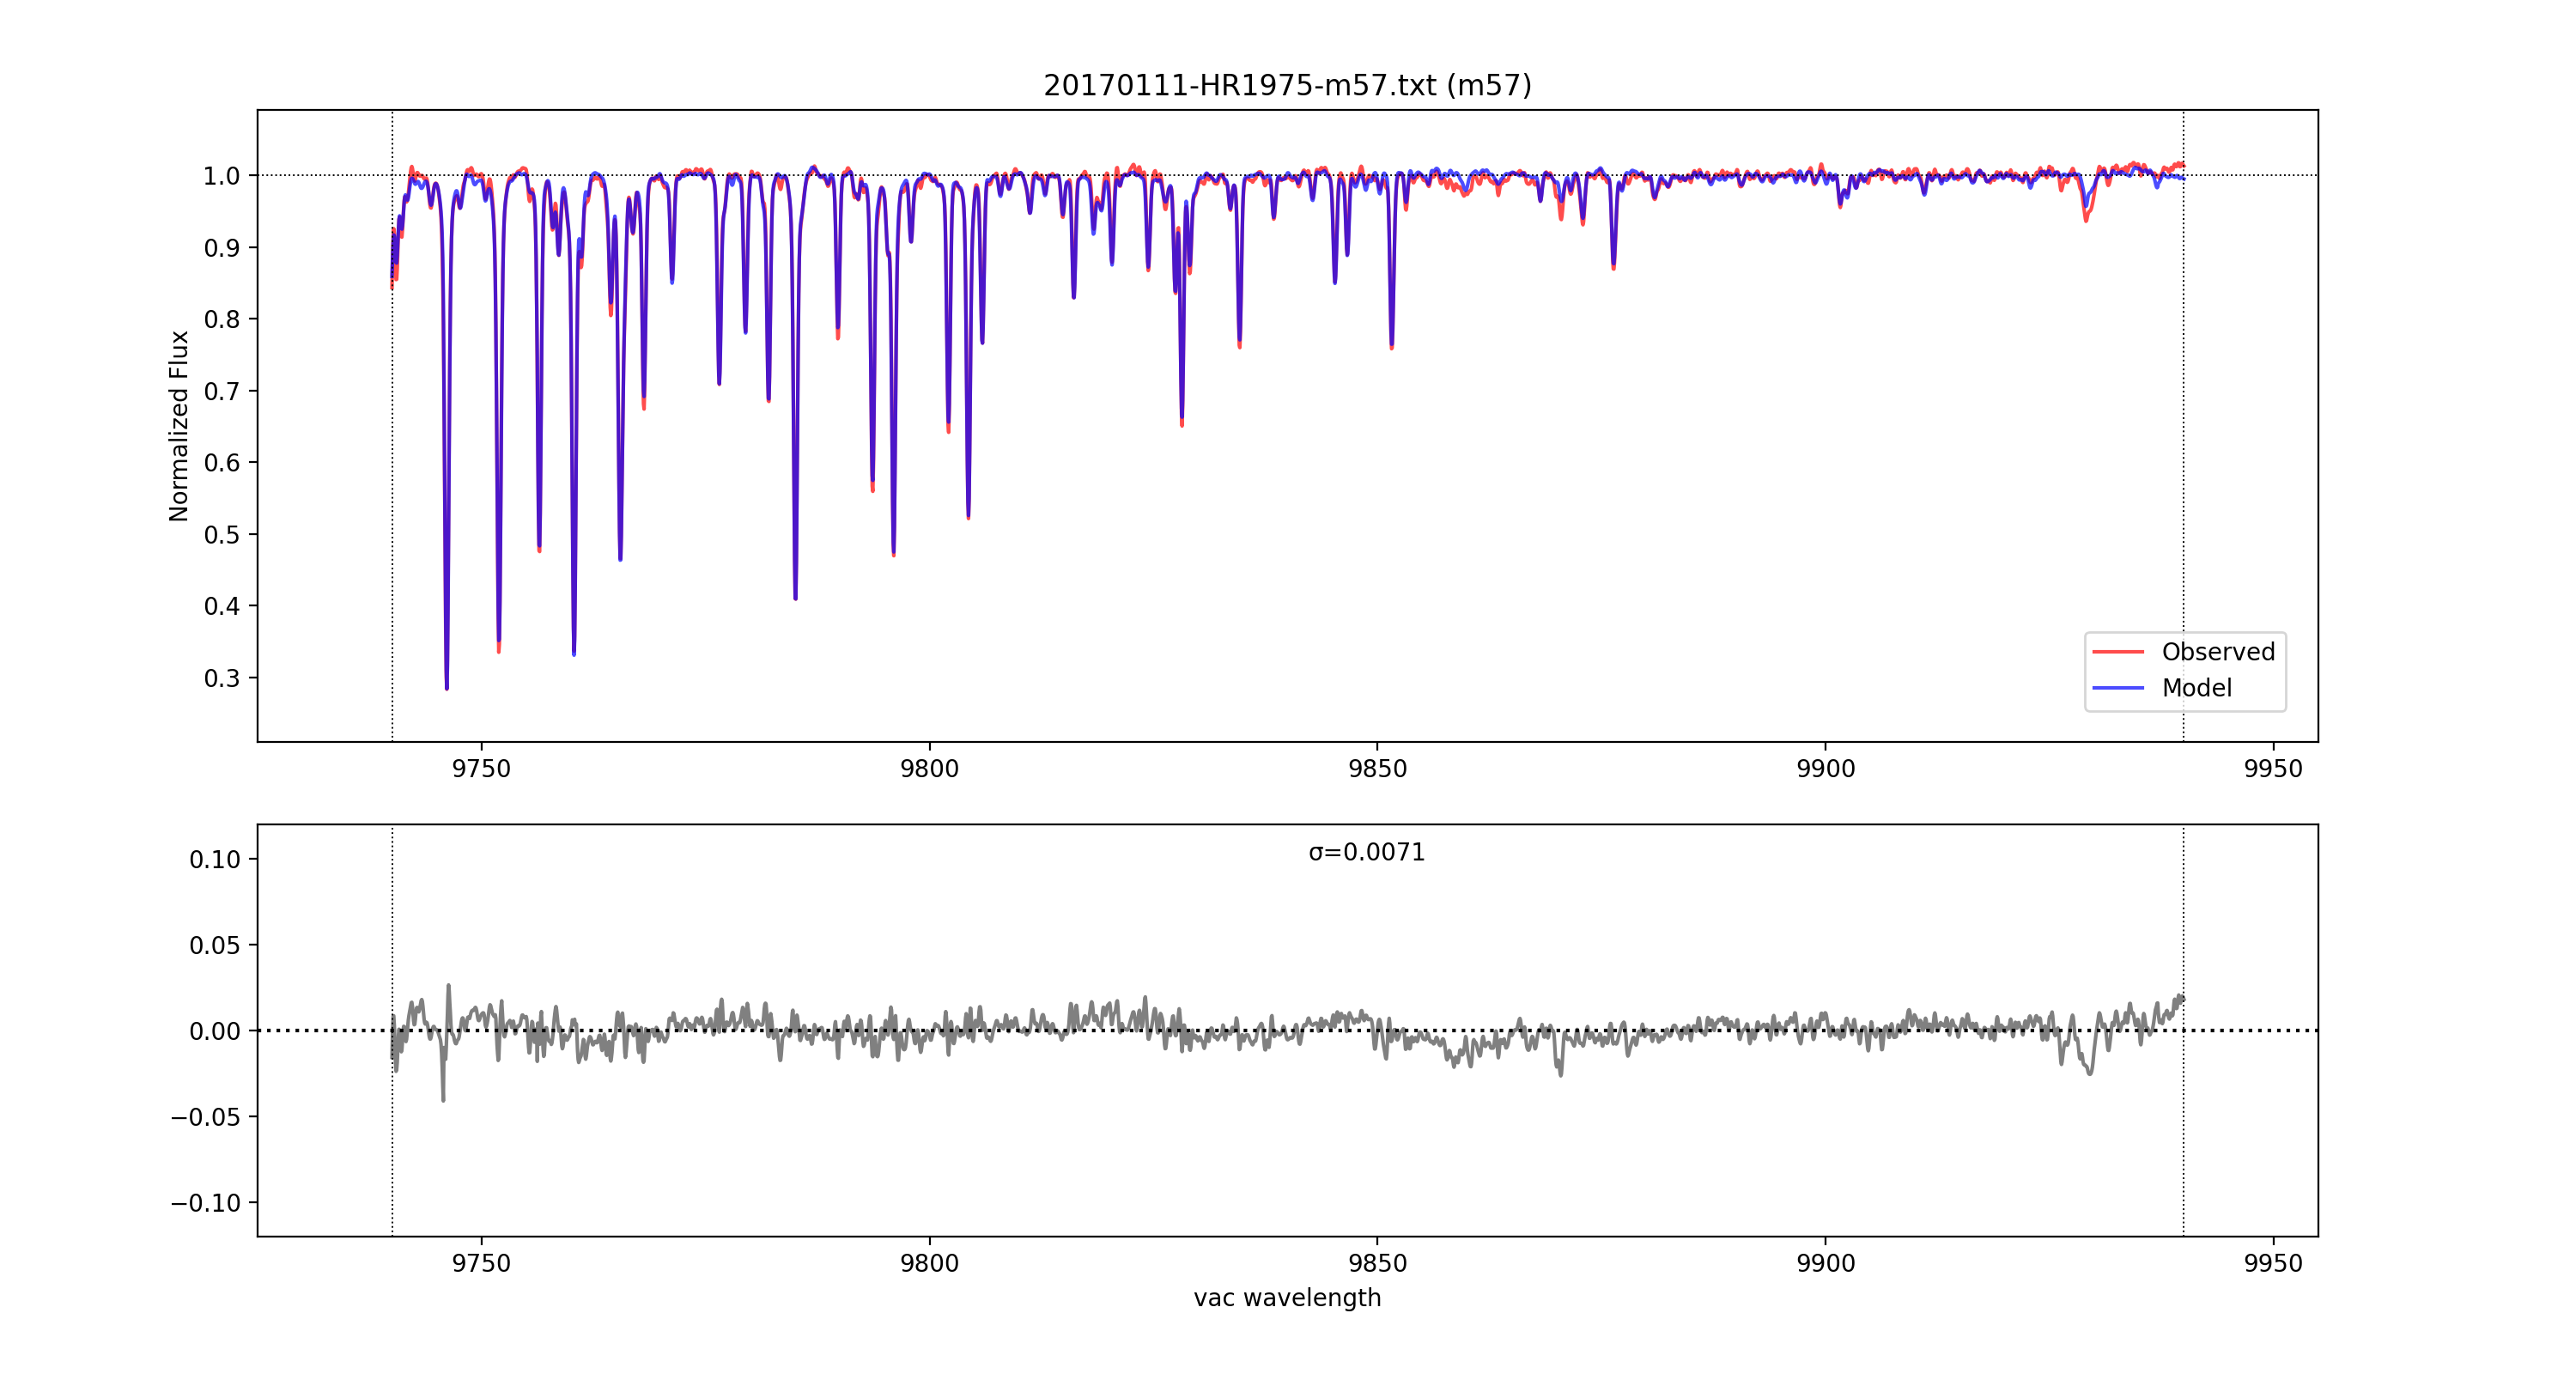 20170111-HR1975-m57.txt (m57)
Normalized Flux
1.0
0.9
0.8
0.7
0.6
0.5
0.4
0.3
Observed
Model
9750 9800 9850 9900 9950
σ=0.0071
0.10
0.05
0.00
−0.05
−0.10
9750 9800 9850 9900 9950
vac wavelength